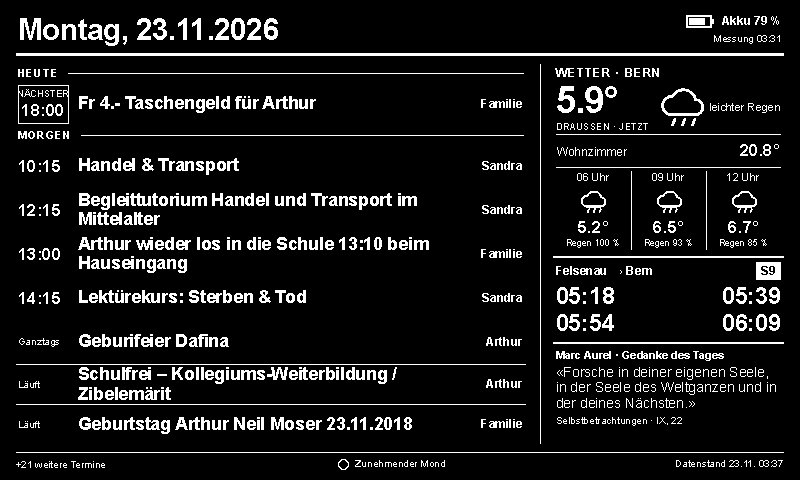 Montag, 23.11.2026
Akku 79 %
Messung 03:31
HEUTE
NÄCHSTER
18:00
Fr 4.- Taschengeld für Arthur
Familie
MORGEN
10:15
Handel & Transport
Sandra
12:15
Begleittutorium Handel und Transport im
Mittelalter
Sandra
13:00
Arthur wieder los in die Schule 13:10 beim
Hauseingang
Familie
14:15
Lektürekurs: Sterben & Tod
Sandra
Ganztags
Geburifeier Dafina
Arthur
Läuft
Schulfrei – Kollegiums-Weiterbildung /
Zibelemärit
Arthur
Läuft
Geburtstag Arthur Neil Moser 23.11.2018
Familie
WETTER · BERN
5.9°
leichter Regen
DRAUSSEN · JETZT
Wohnzimmer
20.8°
06 Uhr
09 Uhr
12 Uhr
5.2°
6.5°
6.7°
Regen 100 %
Regen 93 %
Regen 85 %
Felsenau › Bern
S9
05:18
05:39
05:54
06:09
Marc Aurel · Gedanke des Tages
«Forsche in deiner eigenen Seele,
in der Seele des Weltganzen und in
der deines Nächsten.»
Selbstbetrachtungen · IX, 22
+21 weitere Termine
Zunehmender Mond
Datenstand 23.11. 03:37